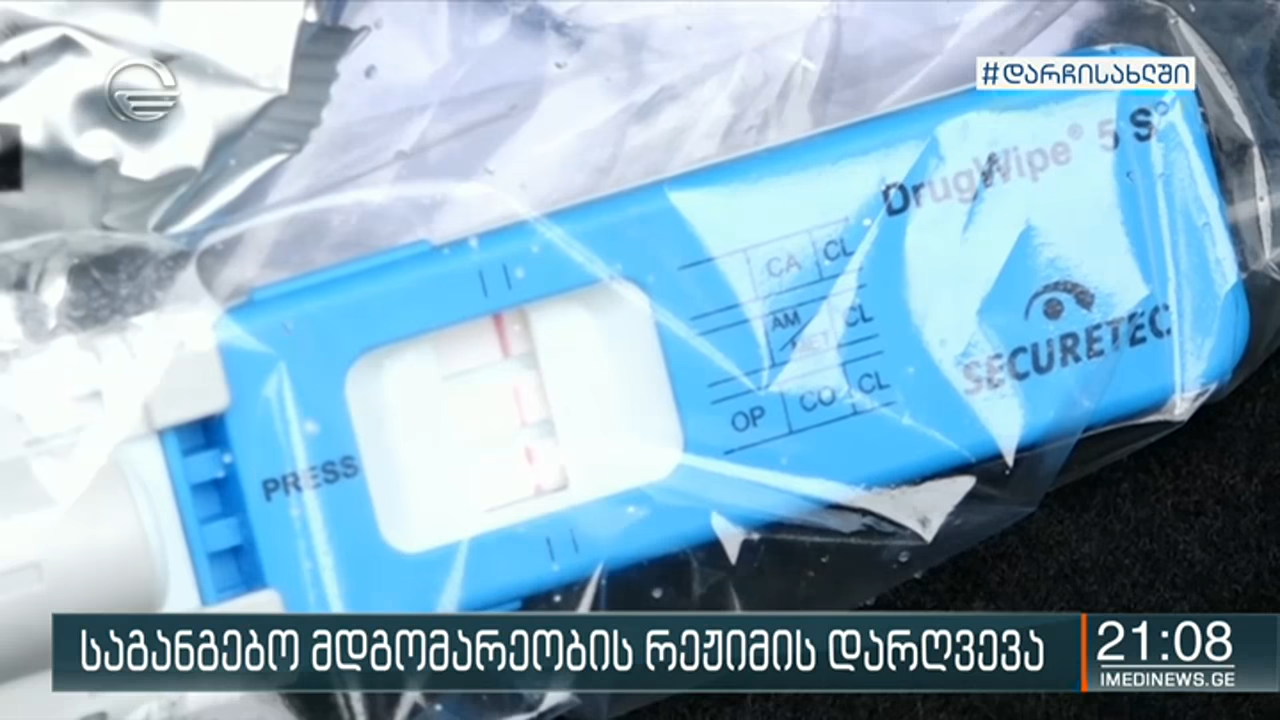 #დარჩისახლში
DrugWipe® 5 S
CA CL
AM CL
MET
OP CO CL
SECURETEC
PRESS
საგანგებო მდგომარეობის რეჟიმის დარღვევა
21:08
IMEDINEWS.GE